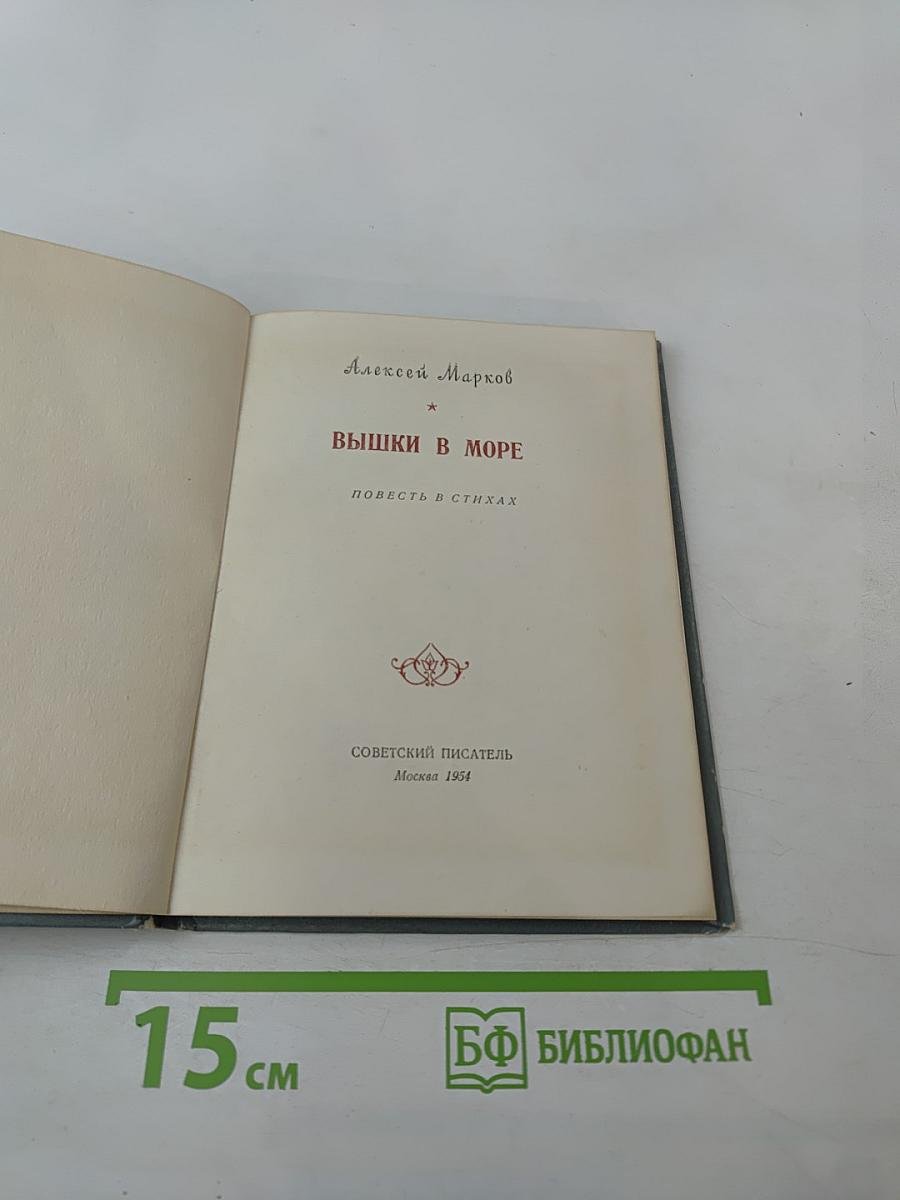 Алексей Марков
ВЫШКИ В МОРЕ
ПОВЕСТЬ В СТИХАХ
СОВЕТСКИЙ ПИСАТЕЛЬ
Москва 1954
15 см
БФ БИБЛИОФАН